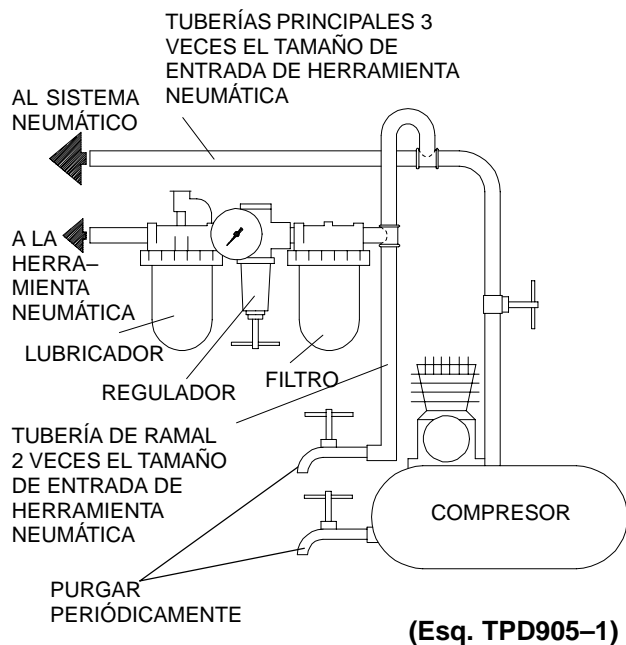 TUBERÍAS PRINCIPALES 3
VECES EL TAMAÑO DE
ENTRADA DE HERRAMIENTA
NEUMÁTICA
AL SISTEMA
NEUMÁTICO
A LA
HERRA–
MIENTA
NEUMÁTICA
LUBRICADOR
REGULADOR
FILTRO
TUBERÍA DE RAMAL
2 VECES EL TAMAÑO
DE ENTRADA DE
HERRAMIENTA
NEUMÁTICA
COMPRESOR
PURGAR
PERIÓDICAMENTE
(Esq. TPD905–1)